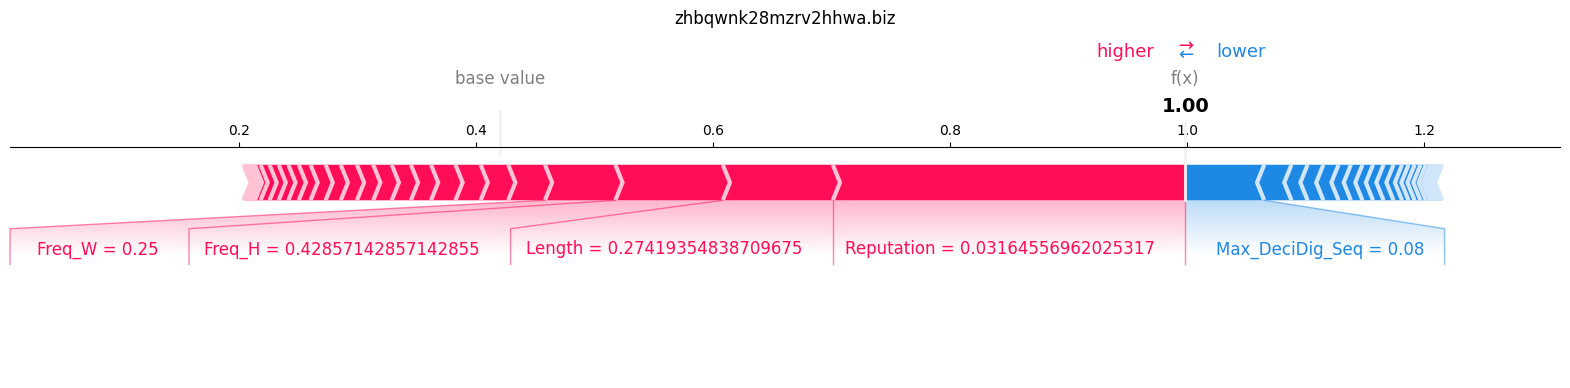 zhbqwnk28mzrv2hhwa.biz
higher → ← lower
base value f(x)
1.00
0.2 0.4 0.6 0.8 1.0 1.2
Freq_W = 0.25 Freq_H = 0.42857142857142855 Length = 0.27419354838709675 Reputation = 0.03164556962025317 Max_DeciDig_Seq = 0.08